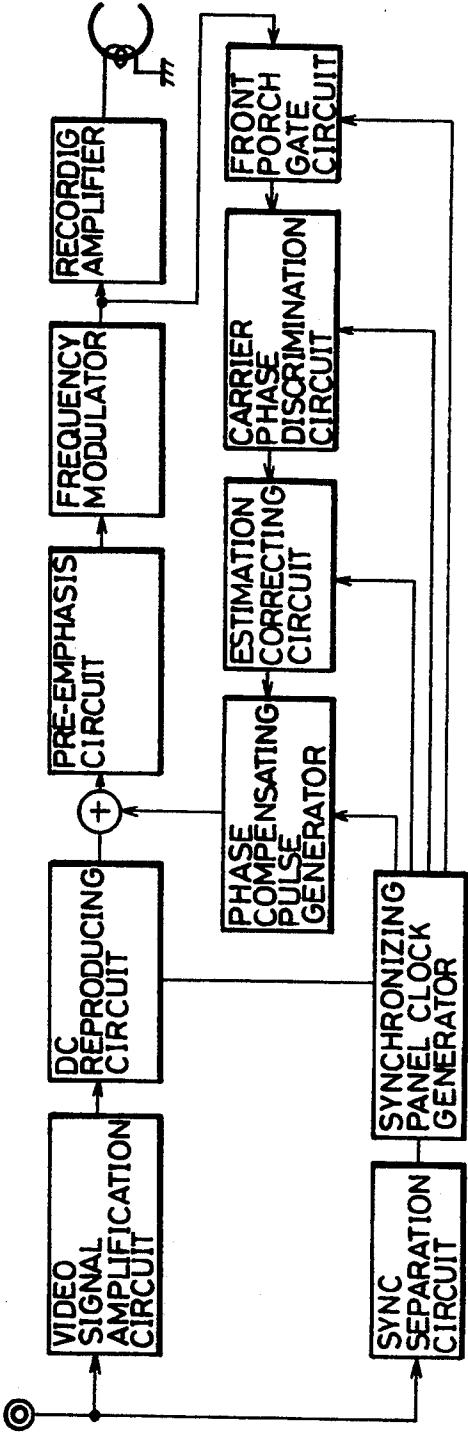 VIDEO
SIGNAL
AMPLIFICATION
CIRCUIT
DC
REPRODUCING
CIRCUIT
+
PRE-EMPHASIS
CIRCUIT
FREQUENCY
MODULATOR
RECORDIG
AMPLIFIER
PHASE
COMPENSATING
PULSE
GENERATOR
ESTIMATION
CORRECTING
CIRCUIT
CARRIER
PHASE
DISCRIMINATION
CIRCUIT
FRONT
PORCH
GATE
CIRCUIT
SYNC
SEPARATION
CIRCUIT
SYNCHRONIZING
PANEL CLOCK
GENERATOR